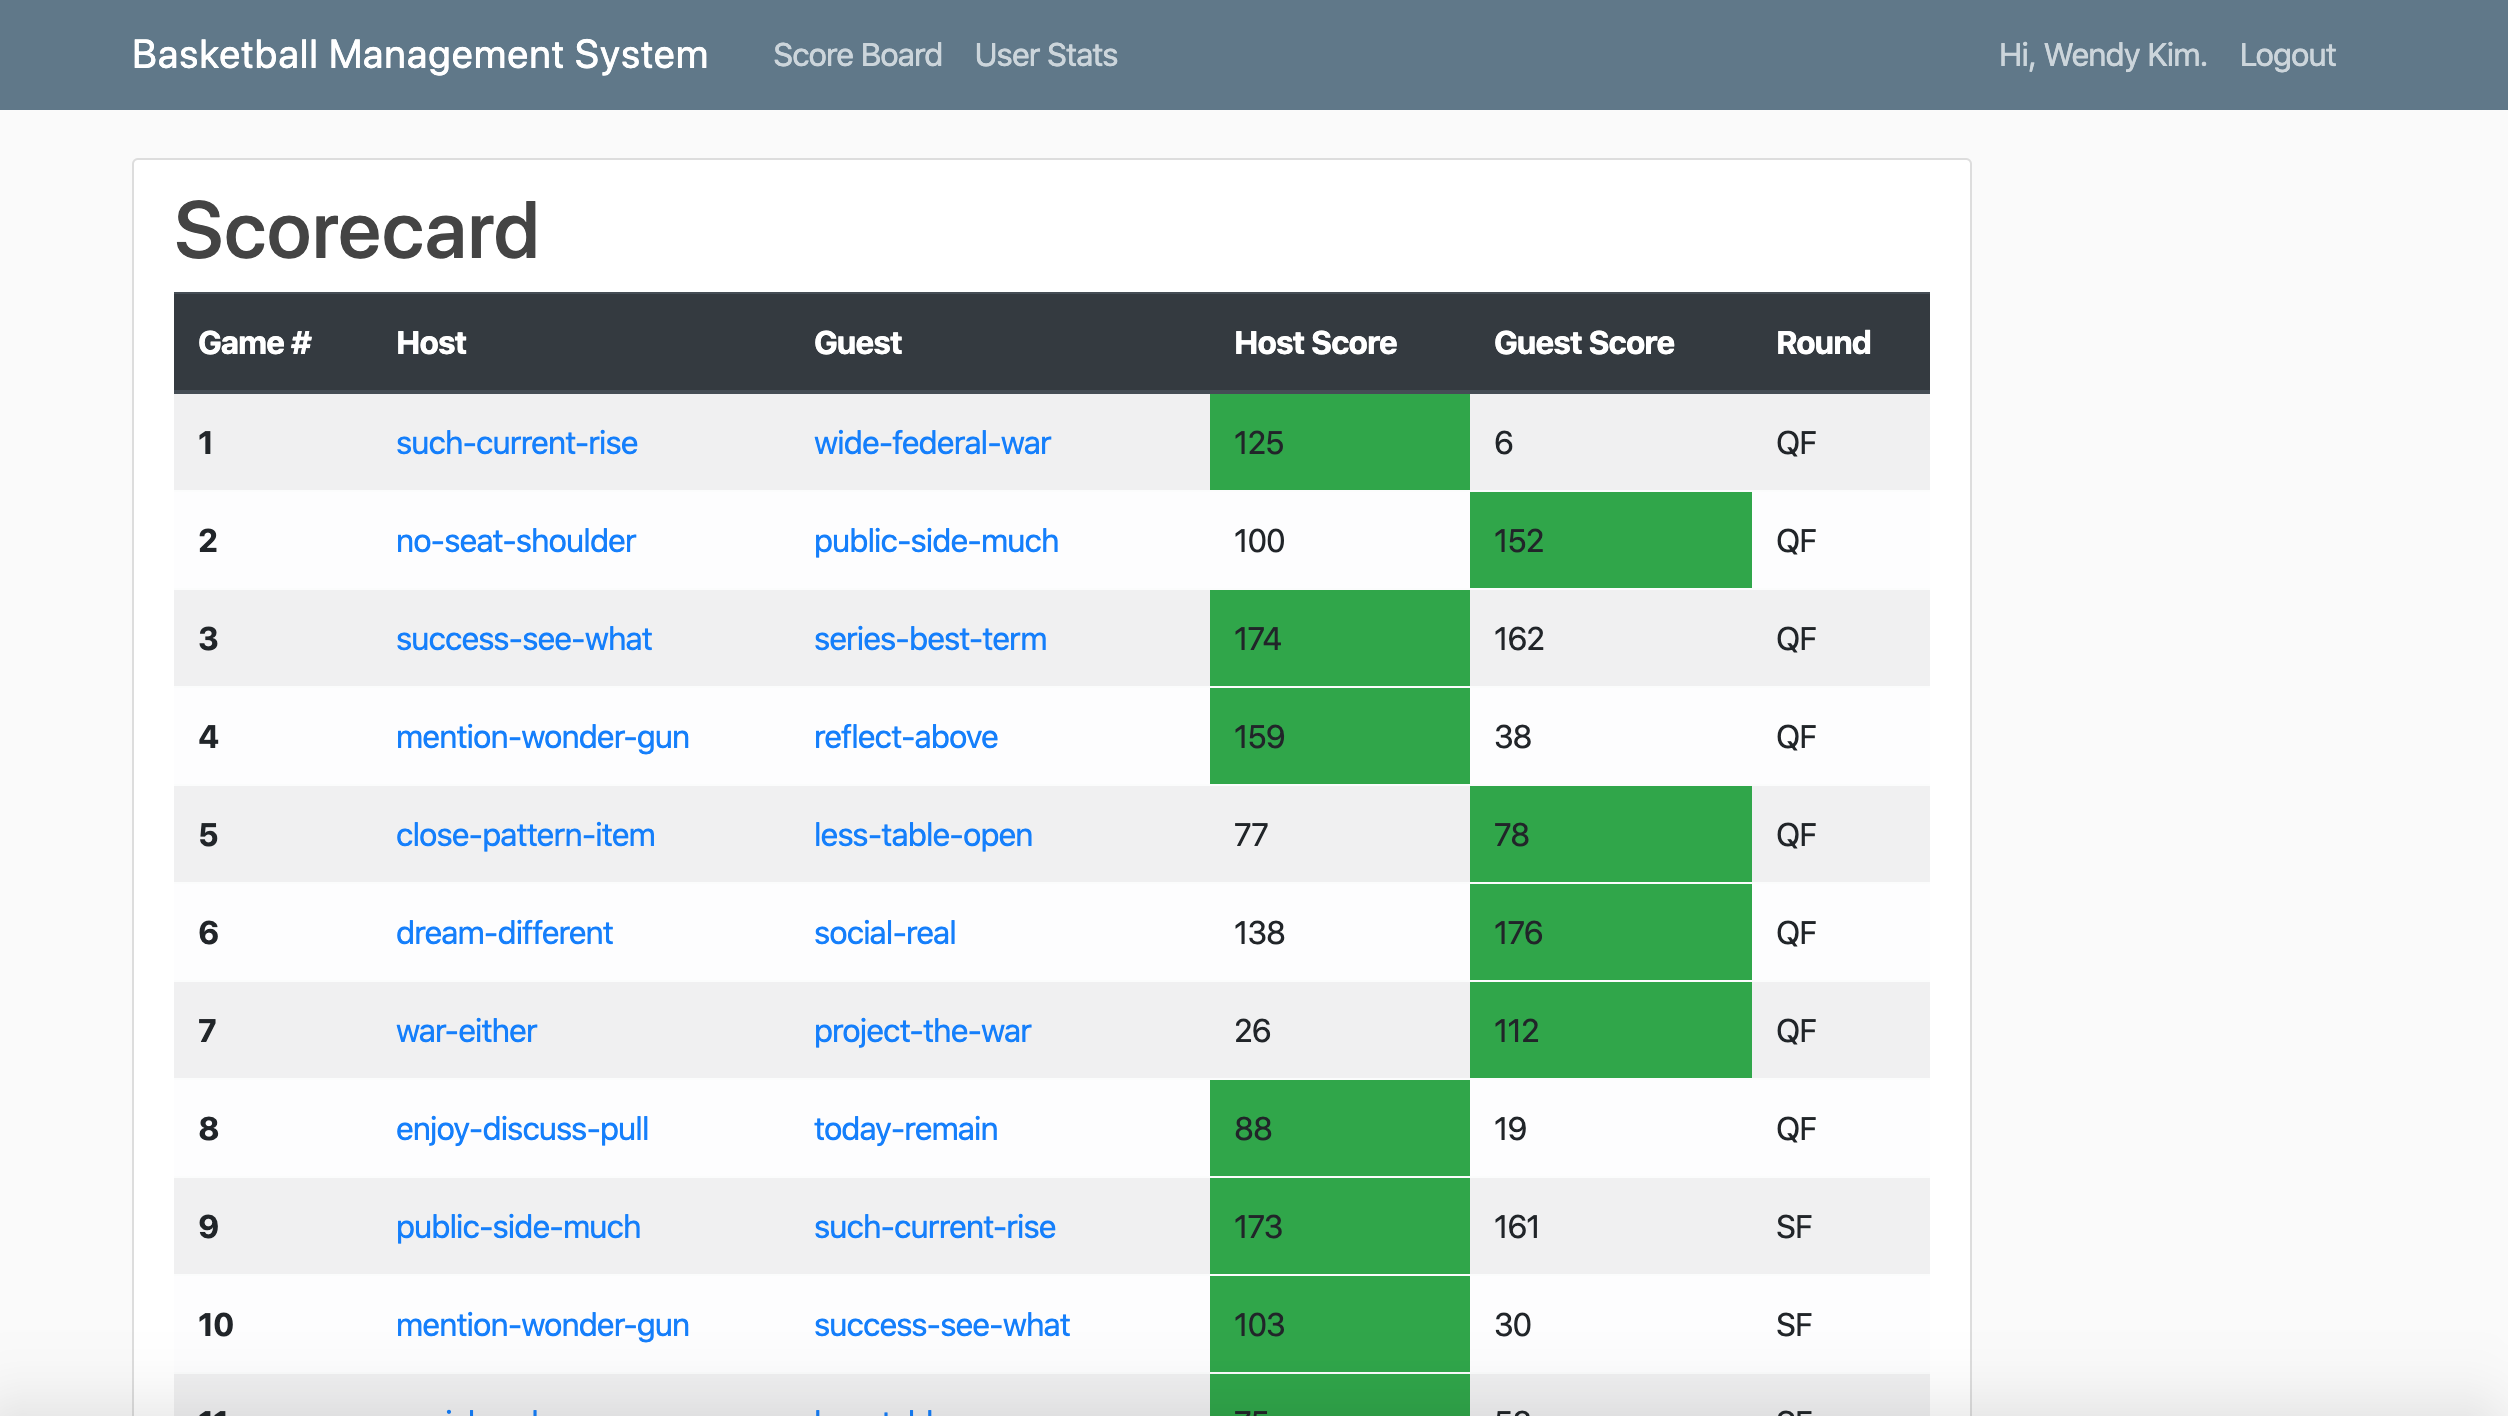 Basketball Management System Score Board User Stats Hi, Wendy Kim. Logout
Scorecard
Game # Host Guest Host Score Guest Score Round
1 such-current-rise wide-federal-war 125 6 QF
2 no-seat-shoulder public-side-much 100 152 QF
3 success-see-what series-best-term 174 162 QF
4 mention-wonder-gun reflect-above 159 38 QF
5 close-pattern-item less-table-open 77 78 QF
6 dream-different social-real 138 176 QF
7 war-either project-the-war 26 112 QF
8 enjoy-discuss-pull today-remain 88 19 QF
9 public-side-much such-current-rise 173 161 SF
10 mention-wonder-gun success-see-what 103 30 SF